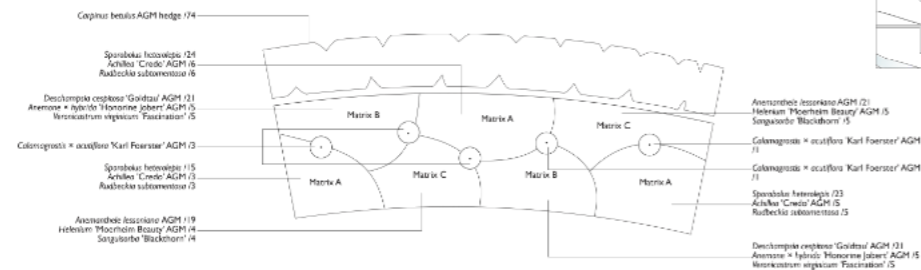 Carpinus betulus AGM hedge /74
Sporobolus heterolepis /24
Achillea 'Credo' AGM /6
Rudbeckia subtomentosa /6
Deschampsia cespitosa 'Goldtau' AGM /21
Anemone × hybrida 'Honorine Jobert' AGM /5
Veronicastrum virginicum 'Fascination' /5
Calamagrostis × acutiflora 'Karl Foerster' AGM /3
Sporobolus heterolepis /15
Achillea 'Credo' AGM /3
Rudbeckia subtomentosa /3
Anemanthele lessoniana AGM /19
Helenium 'Moerheim Beauty' AGM /4
Sanguisorba 'Blackthorn' /4
Matrix B
Matrix A
Matrix C
Matrix A
Matrix C
Matrix B
Matrix A
Anemanthele lessoniana AGM /21
Helenium 'Moerheim Beauty' AGM /5
Sanguisorba 'Blackthorn' /5
Calamagrostis × acutiflora 'Karl Foerster' AGM
/1
Calamagrostis × acutiflora 'Karl Foerster' AGM
/1
Sporobolus heterolepis /23
Achillea 'Credo' AGM /5
Rudbeckia subtomentosa /5
Deschampsia cespitosa 'Goldtau' AGM /21
Anemone × hybrida 'Honorine Jobert' AGM /5
Veronicastrum virginicum 'Fascination' /5